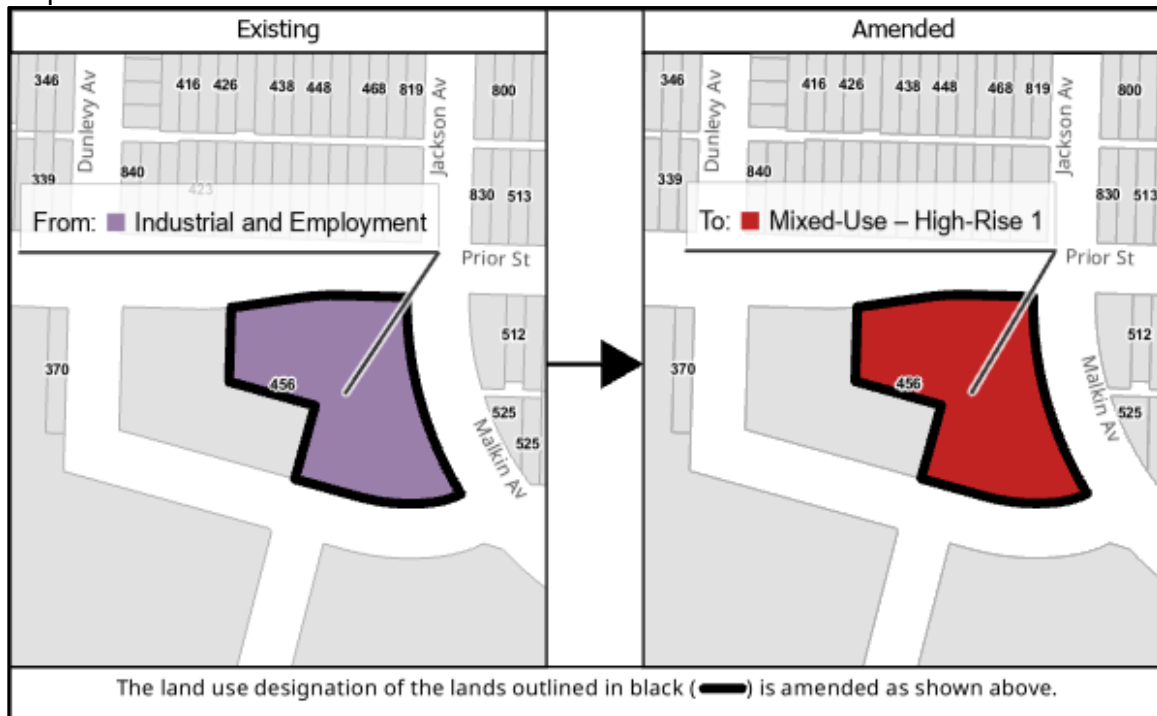 Existing
346
Dunlevy Av
416
426
438
448
468
819
Jackson Av
800
339
840
423
830
513
From: Industrial and Employment
Prior St
512
370
456
525
525
Malkin Av
Amended
346
Dunlevy Av
416
426
438
448
468
819
Jackson Av
800
339
840
830
513
To: Mixed-Use – High-Rise 1
Prior St
512
370
456
525
Malkin Av
The land use designation of the lands outlined in black ( ) is amended as shown above.